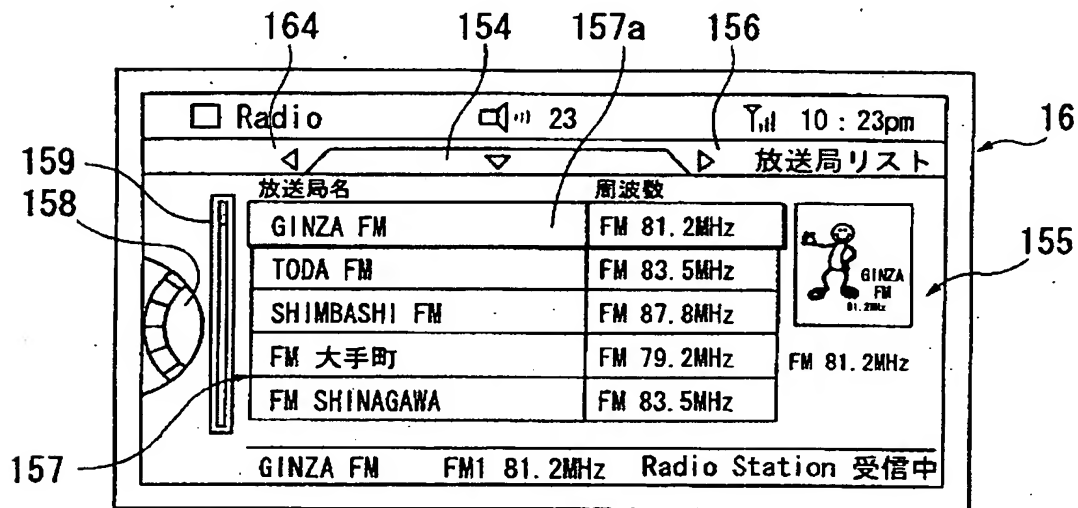 164 154 157a 156
Radio 23 10 : 23pm
16
放送局リスト
159
158
放送局名 周波数
GINZA FM FM 81.2MHz
TODA FM FM 83.5MHz
SHIMBASHI FM FM 87.8MHz
FM 大手町 FM 79.2MHz
FM SHINAGAWA FM 83.5MHz
GINZA
FM
81.2MHz
155
FM 81.2MHz
157
GINZA FM FM1 81.2MHz Radio Station 受信中